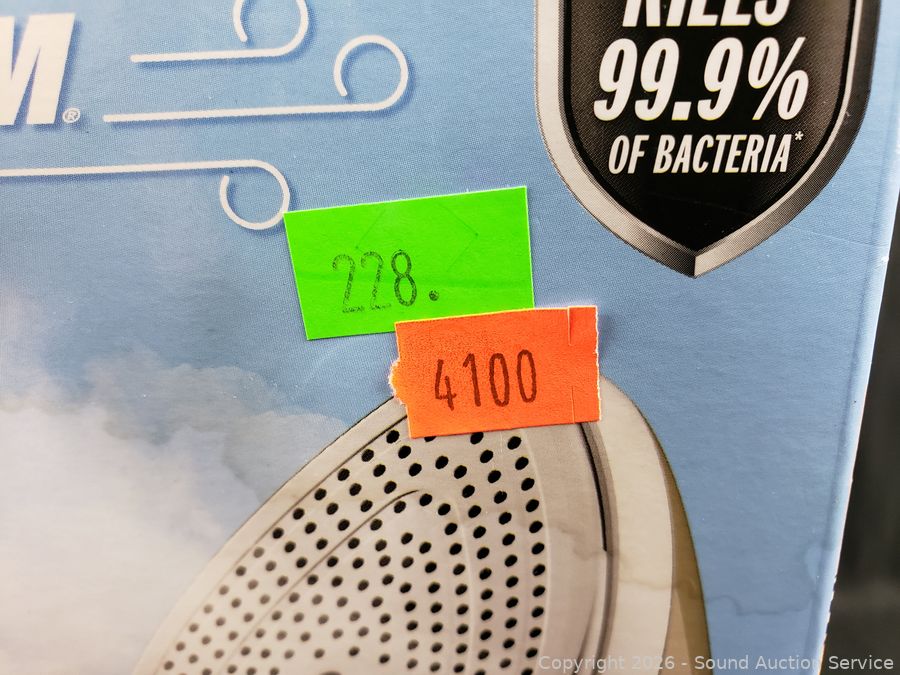 M®
KILLS
99.9%
OF BACTERIA*
228.
4100
Copyright 2026 - Sound Auction Service